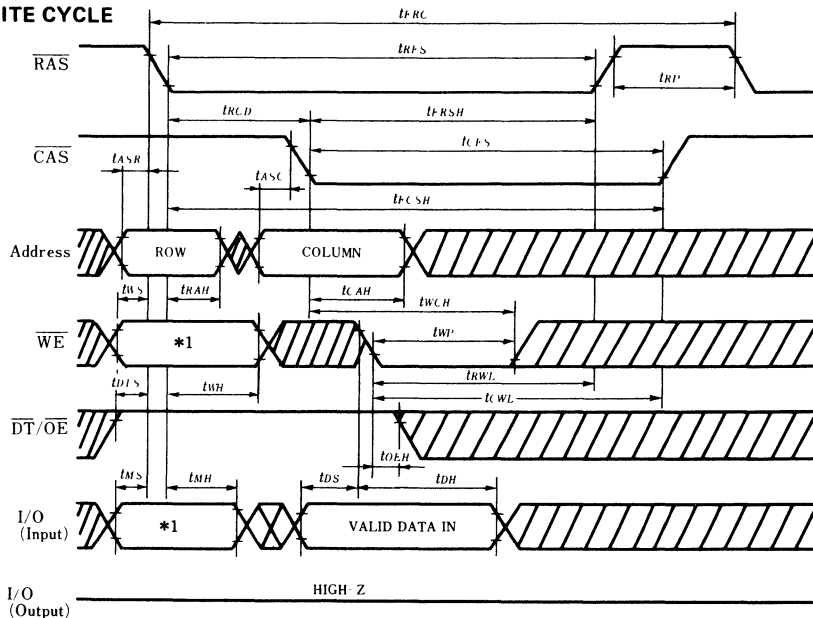 ITE CYCLE
tFRC
RAS
tRFS
tRP
tRCD
tFRSH
CAS
tCFS
tASR
tASC
tFCSH
Address
ROW
COLUMN
tWS
tRAH
tCAH
tWCH
WE
*1
tWP
tRWL
tDTS
tWH
tCWL
DT/OE
tOEH
tMS
tMH
tDS
tDH
I/O
(Input)
*1
VALID DATA IN
I/O
(Output)
HIGH-Z